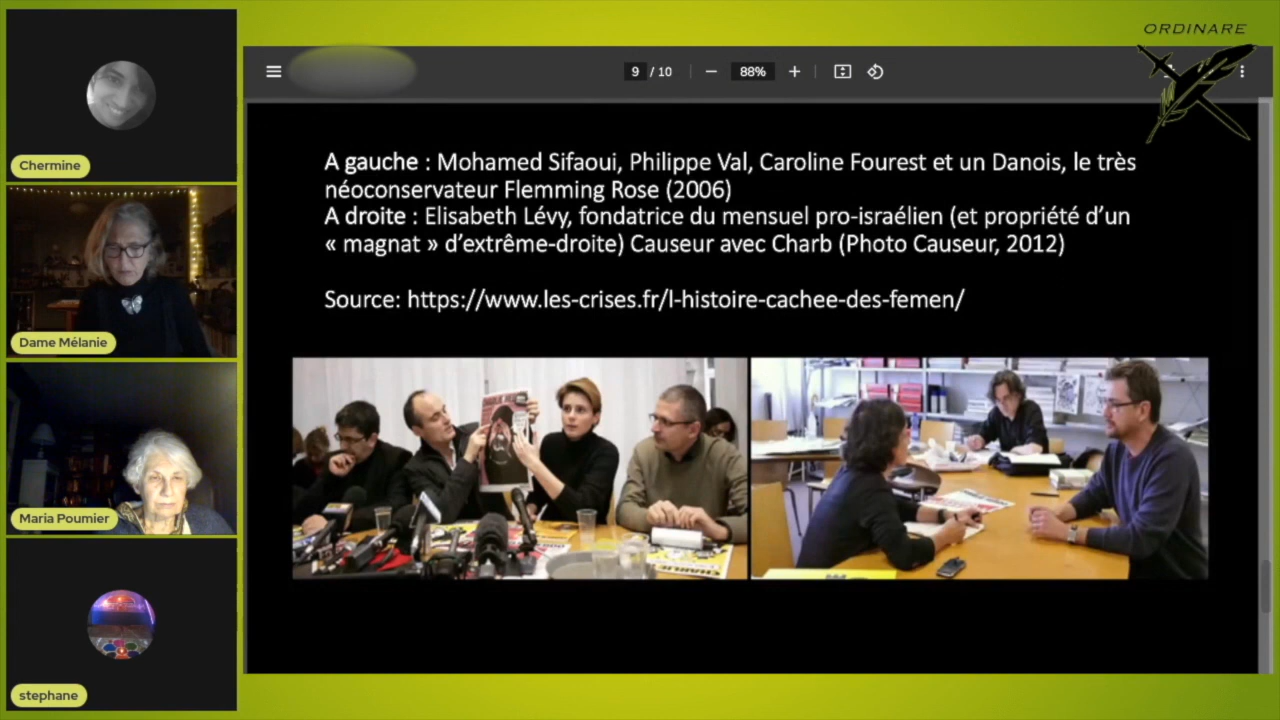 ORDINARE
9 / 10
88%
A gauche : Mohamed Sifaoui, Philippe Val, Caroline Fourest et un Danois, le très
néoconservateur Flemming Rose (2006)
A droite : Elisabeth Lévy, fondatrice du mensuel pro-israélien (et propriété d’un
« magnat » d’extrême-droite) Causeur avec Charb (Photo Causeur, 2012)
Source: https://www.les-crises.fr/l-histoire-cachee-des-femen/
CHARLIE
Chermine
Dame Mélanie
Maria Poumier
stephane